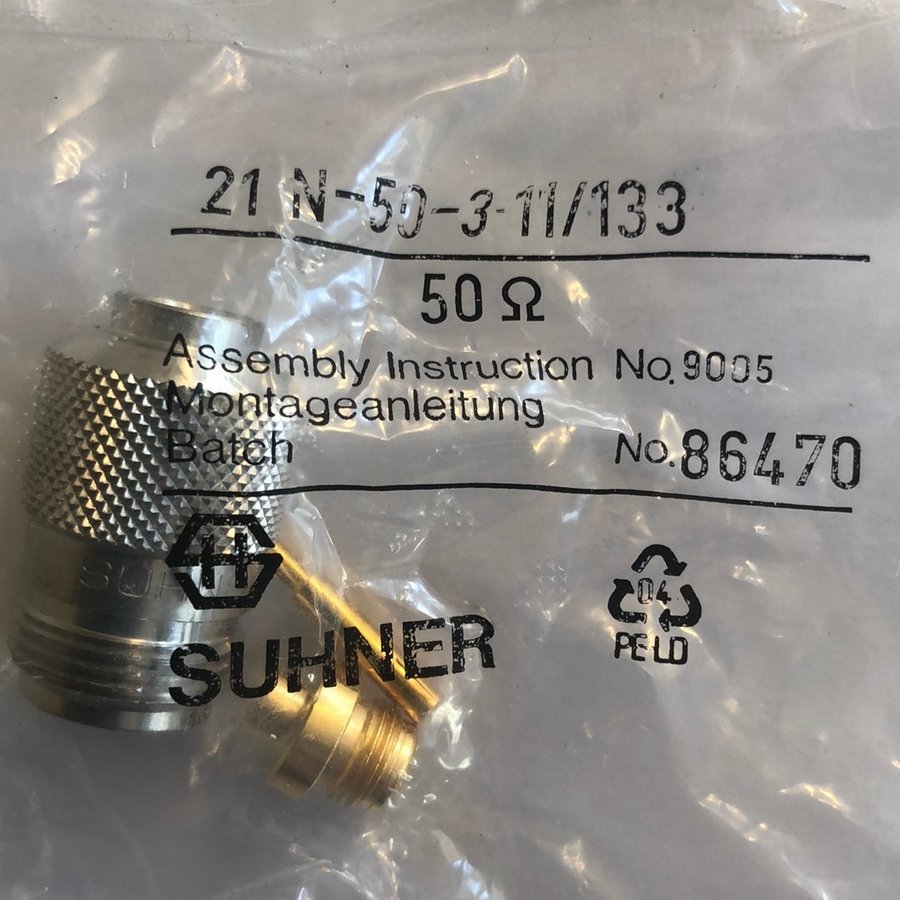 21 N-50-3-11/133
50 Ω
Assembly Instruction No. 9005
Montageanleitung
Batch No. 86470
H
SUHNER
04
PE-LD